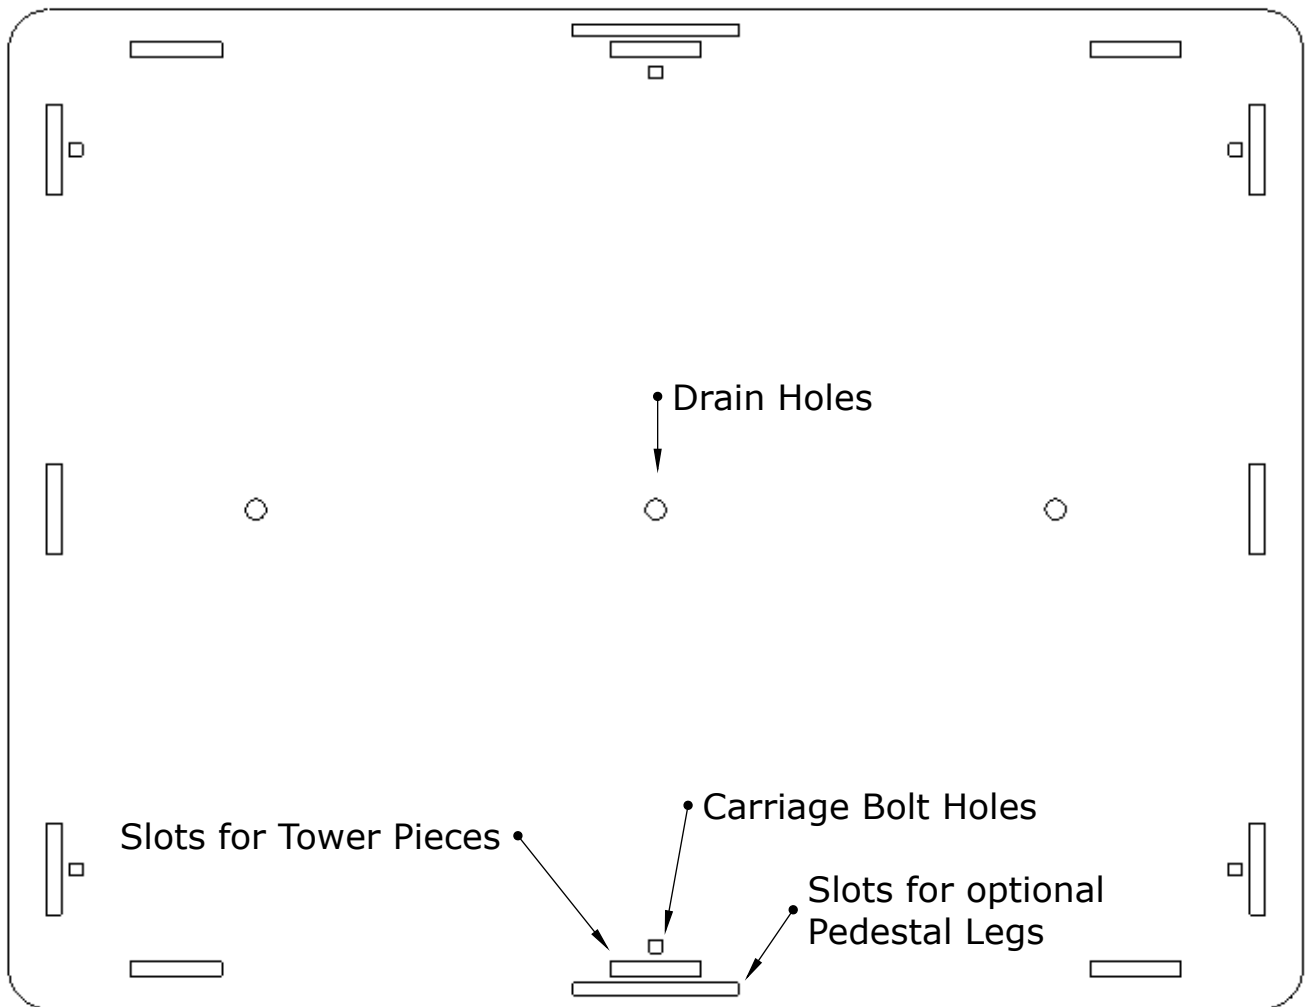 Drain Holes
Carriage Bolt Holes
Slots for Tower Pieces
Slots for optional
Pedestal Legs